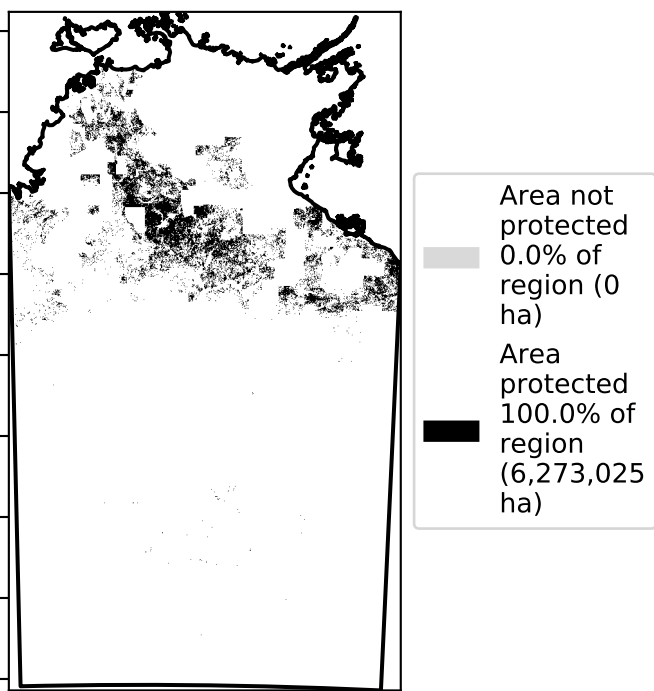 Area not
protected
0.0% of
region (0
ha)
Area
protected
100.0% of
region
(6,273,025
ha)